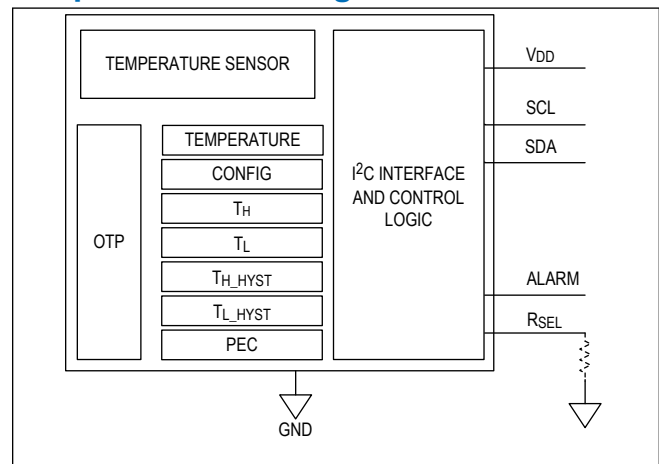 TEMPERATURE SENSOR
OTP
TEMPERATURE
CONFIG
TH
TL
TH_HYST
TL_HYST
PEC
I2C INTERFACE
AND CONTROL
LOGIC
VDD
SCL
SDA
ALARM
RSEL
GND